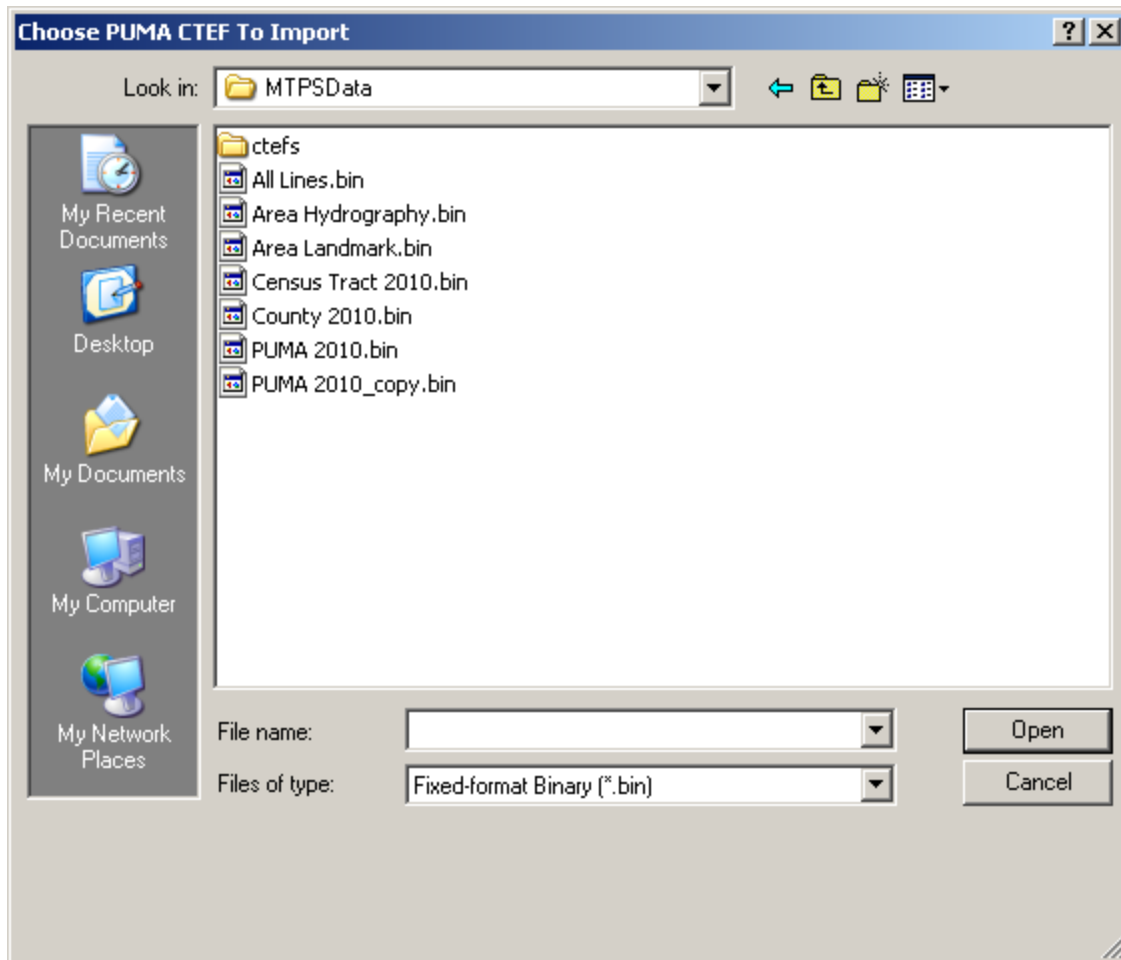 Choose PUMA CTEF To Import
Look in:
MTPSData
My Recent
Documents
Desktop
My Documents
My Computer
My Network
Places
ctefs
All Lines.bin
Area Hydrography.bin
Area Landmark.bin
Census Tract 2010.bin
County 2010.bin
PUMA 2010.bin
PUMA 2010_copy.bin
File name:
Open
Files of type:
Fixed-format Binary (*.bin)
Cancel